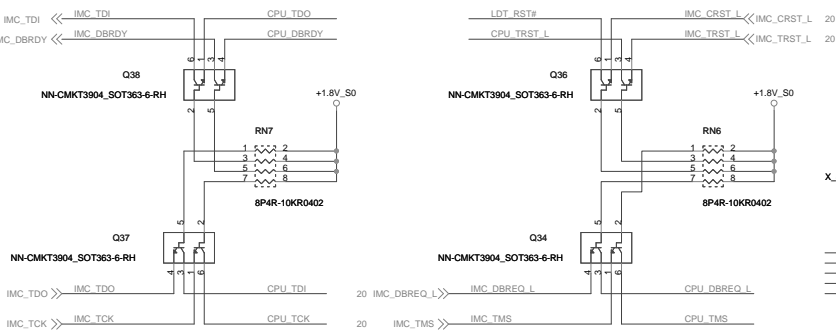 IMC_TDI IMC_TDI CPU_TDO
IMC_DBRDY CPU_DBRDY
6 1 3 4
Q38
NN-CMKT3904_SOT363-6-RH
2 5
+1.8V_S0
RN7
1 2
3 4
5 6
7 8
8P4R-10KR0402
5 2
Q37
NN-CMKT3904_SOT363-6-RH
4 3 1 6
IMC_TDO IMC_TDO CPU_TDI
IMC_TCK IMC_TCK CPU_TCK
LDT_RST# IMC_CRST_L IMC_CRST_L 20
CPU_TRST_L IMC_TRST_L IMC_TRST_L 20
6 1 3 4
Q36
NN-CMKT3904_SOT363-6-RH
2 5
+1.8V_S0
RN6
1 2
3 4
5 6
7 8
8P4R-10KR0402
X_
5 2
Q34
NN-CMKT3904_SOT363-6-RH
4 3 1 6
20 IMC_DBREQ_L IMC_DBREQ_L CPU_DBREQ_L
20 IMC_TMS IMC_TMS CPU_TMS